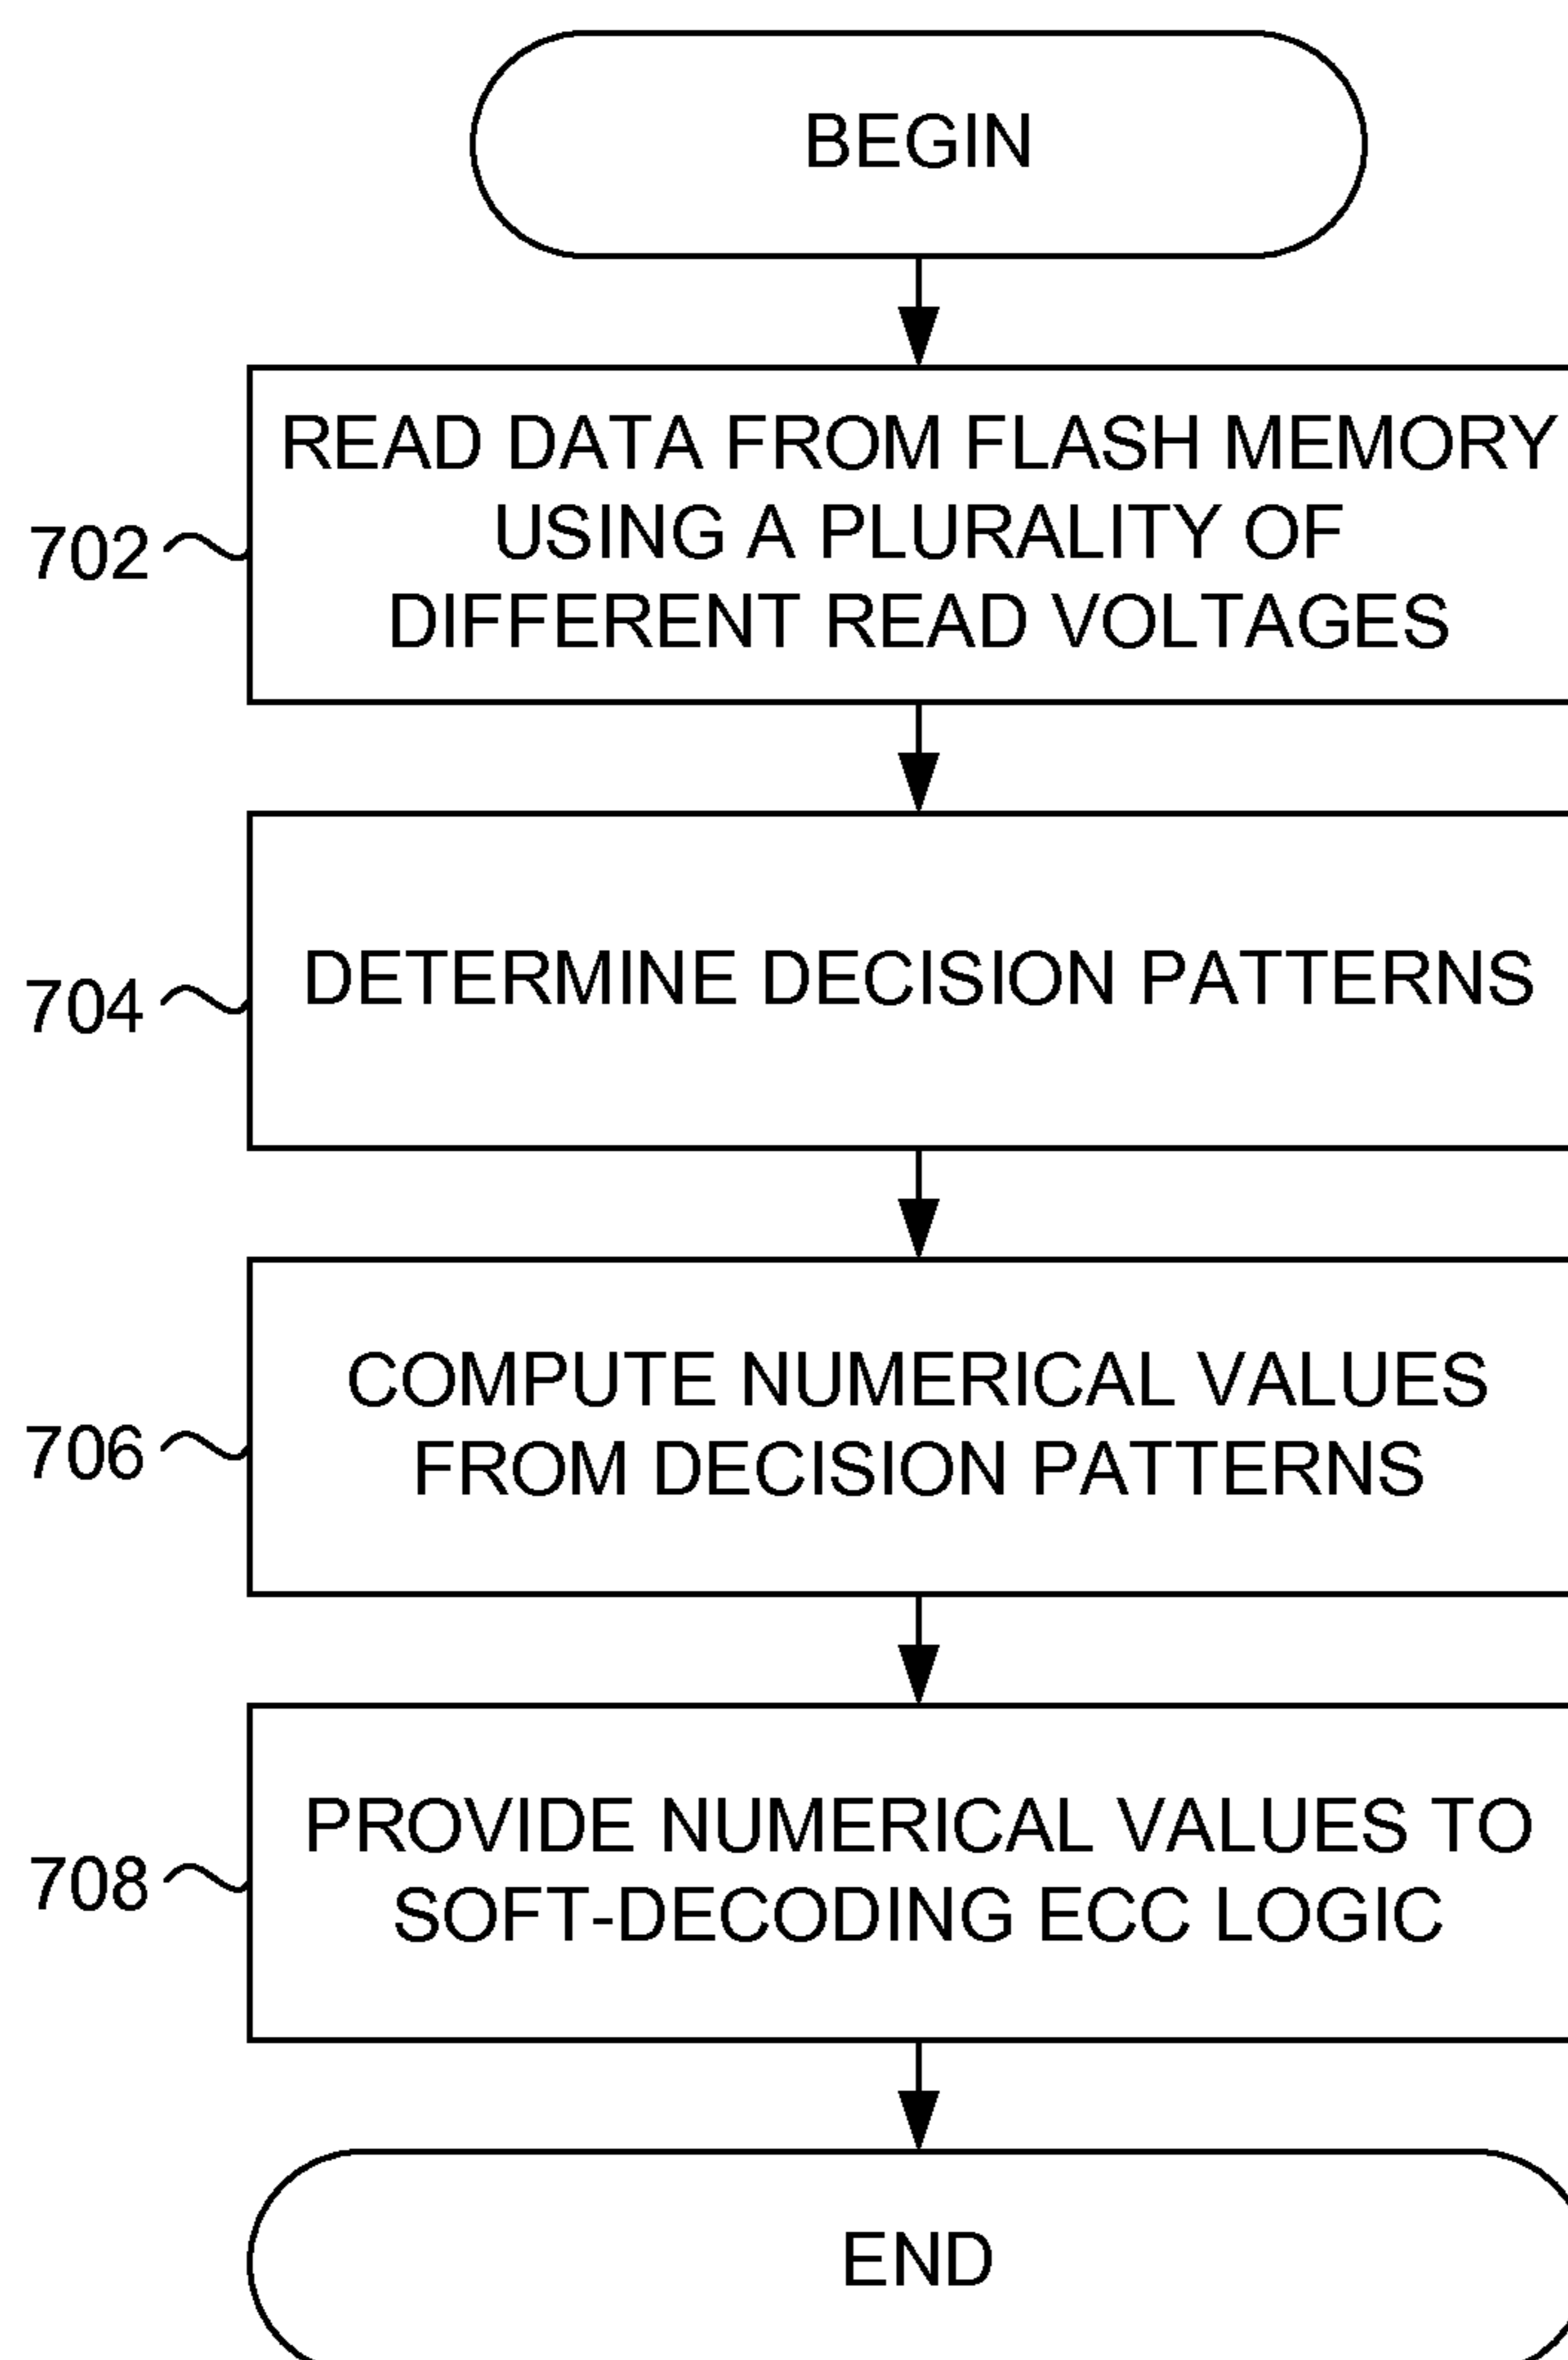 BEGIN
READ DATA FROM FLASH MEMORY
USING A PLURALITY OF
DIFFERENT READ VOLTAGES
702
DETERMINE DECISION PATTERNS
704
COMPUTE NUMERICAL VALUES
FROM DECISION PATTERNS
706
PROVIDE NUMERICAL VALUES TO
SOFT-DECODING ECC LOGIC
708
END